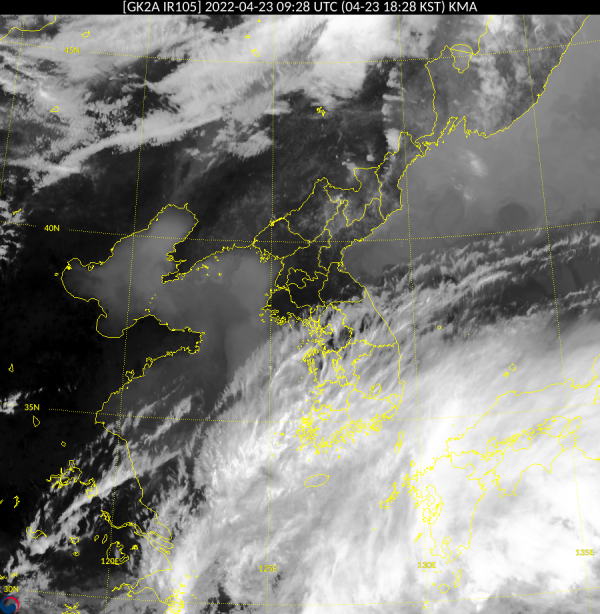 [GK2A IR105] 2022-04-23 09:28 UTC (04-23 18:28 KST) KMA
45N
40N
35N
125E
130E
135E
120E
30N